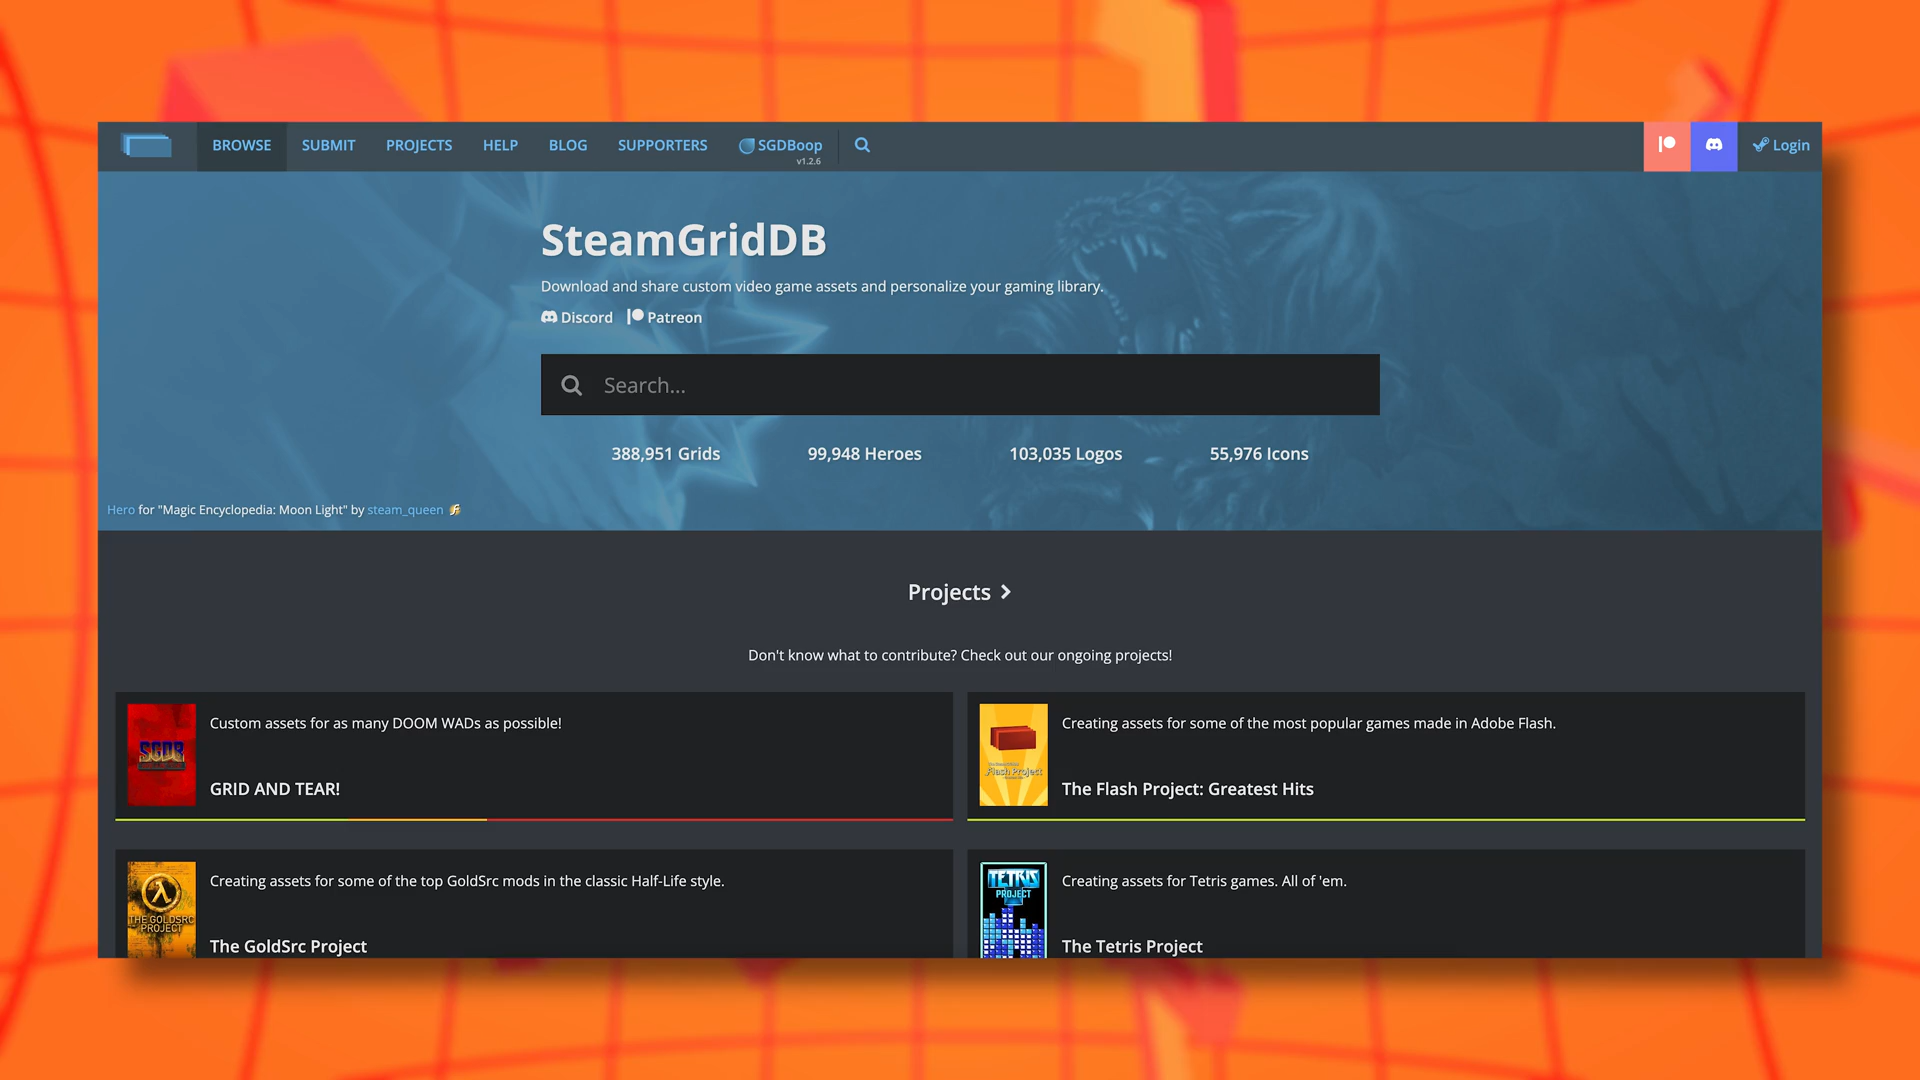 BROWSE SUBMIT PROJECTS HELP BLOG SUPPORTERS SGDBoop Login
v1.2.6
SteamGridDB
Download and share custom video game assets and personalize your gaming library.
Discord Patreon
Search...
388,951 Grids 99,948 Heroes 103,035 Logos 55,976 Icons
Hero for "Magic Encyclopedia: Moon Light" by steam_queen
Projects
Don't know what to contribute? Check out our ongoing projects!
SGDB
Custom assets for as many DOOM WADs as possible!
GRID AND TEAR!
Flash Project
Creating assets for some of the most popular games made in Adobe Flash.
The Flash Project: Greatest Hits
THE GOLDSRC
PROJECT
Creating assets for some of the top GoldSrc mods in the classic Half-Life style.
The GoldSrc Project
TETRIS
PROJECT
Creating assets for Tetris games. All of 'em.
The Tetris Project